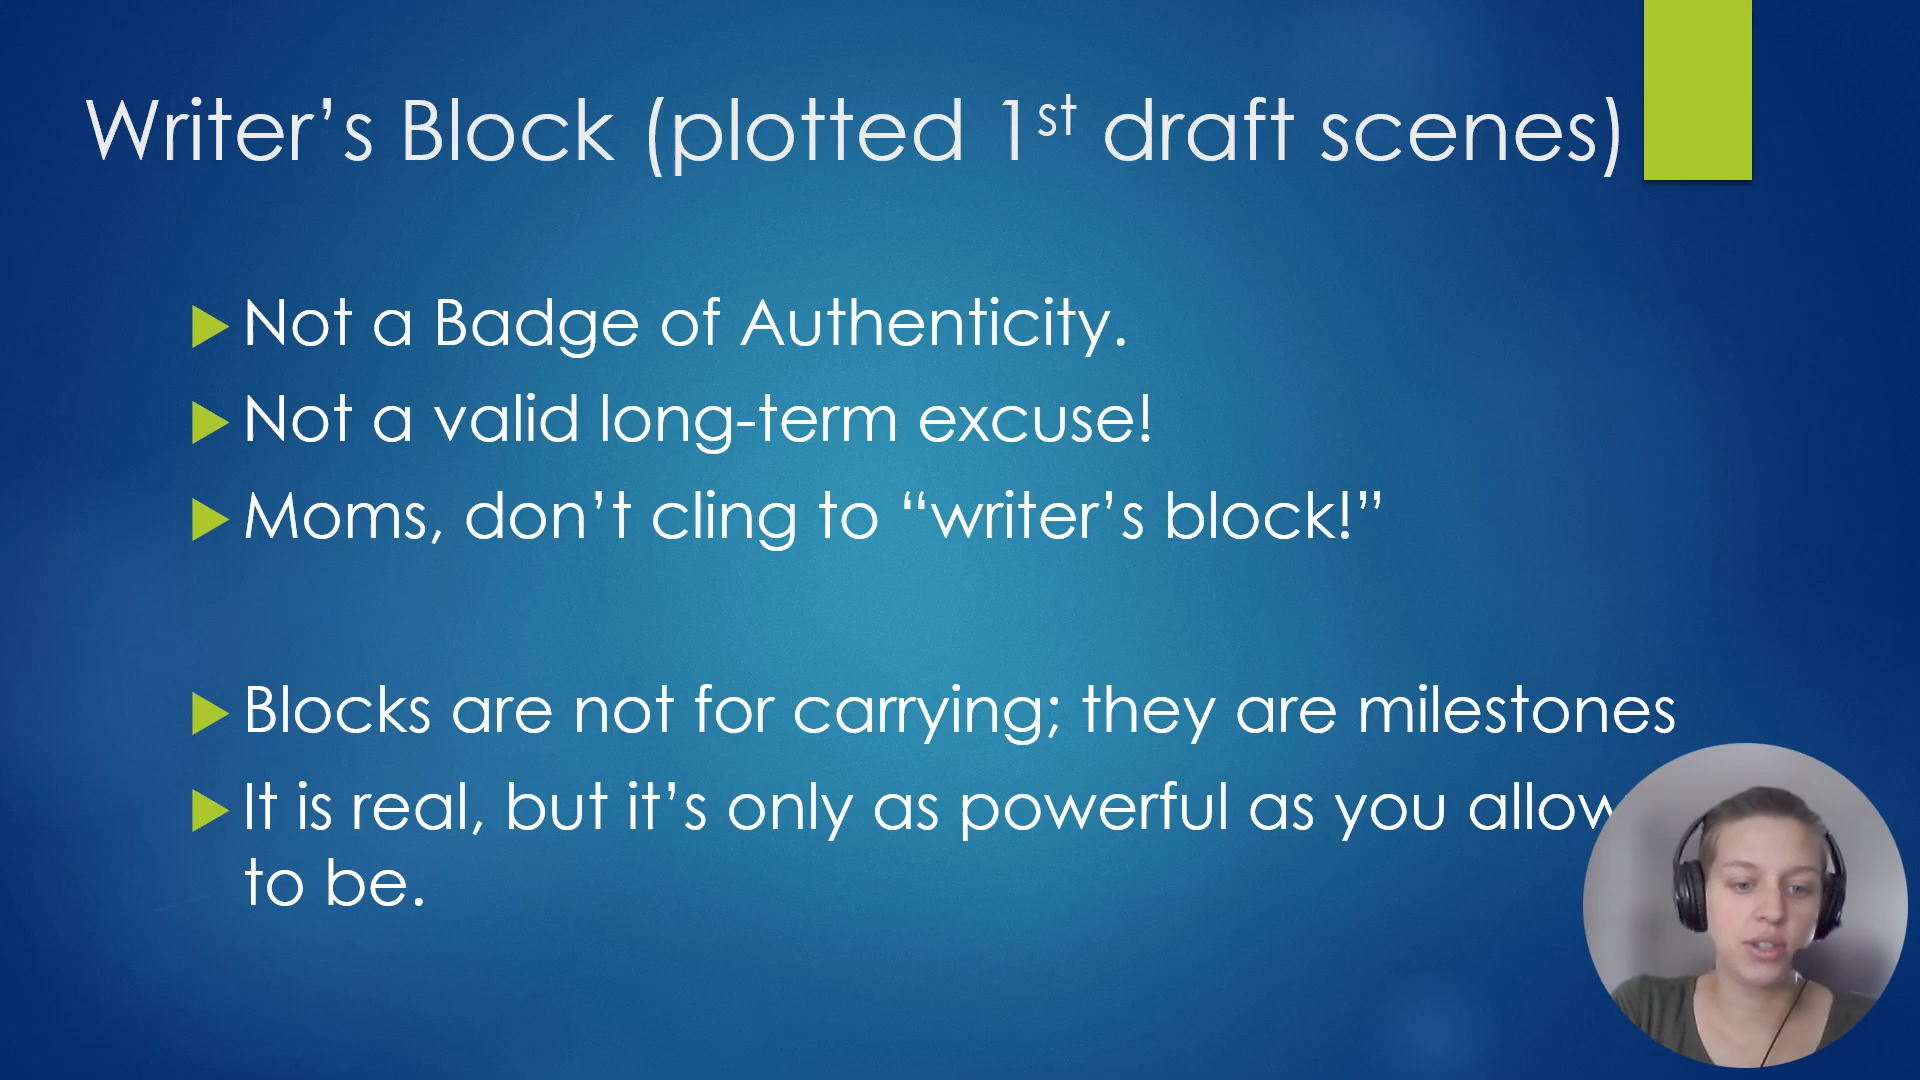 Writer’s Block (plotted 1st draft scenes)
Not a Badge of Authenticity.
Not a valid long-term excuse!
Moms, don’t cling to “writer’s block!”
Blocks are not for carrying; they are milestones
It is real, but it’s only as powerful as you allow
to be.